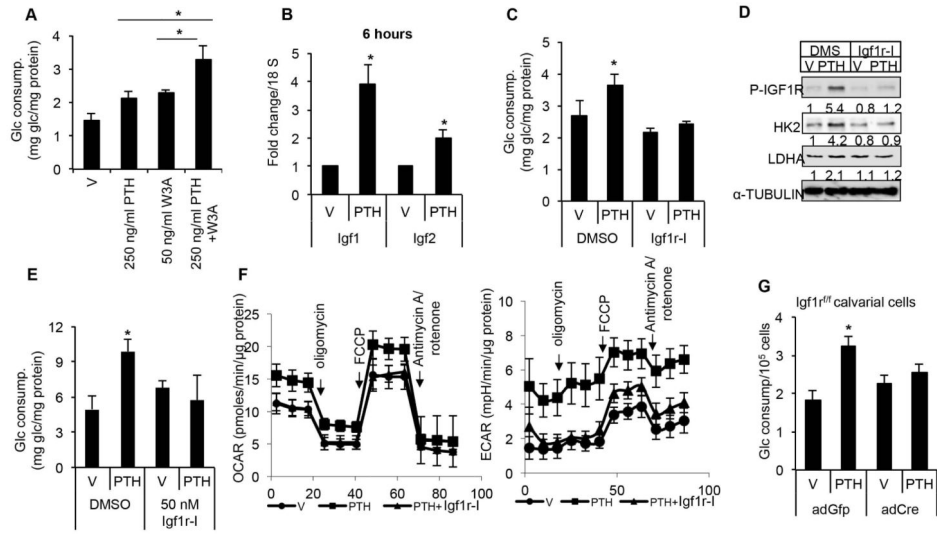 A
Glc consump.
(mg glc/mg protein)
5
4
3
2
1
0
*
*
V
250 ng/ml PTH
50 ng/ml W3A
250 ng/ml PTH
+W3A
B
6 hours
Fold change/18 S
5
4
3
2
1
0
*
*
V PTH V PTH
Igf1 Igf2
C
Glc consump.
(mg glc/mg protein)
5
4
3
2
1
0
*
V PTH V PTH
DMSO Igf1r-I
D
DMS Igf1r-I
V PTH V PTH
P-IGF1R
1 5.4 0.8 1.2
HK2
1 4.2 0.8 0.9
LDHA
1 2.1 1.1 1.2
α-TUBULIN
E
Glc consump.
(mg glc/mg protein)
12
9
6
3
0
*
V PTH V PTH
DMSO 50 nM
Igf1r-I
F
OCAR (pmoles/min/µg protein)
25
20
15
10
5
0
oligomycin
FCCP
Antimycin A/
rotenone
0 20 40 60 80 100
V PTH PTH+Igf1r-I
ECAR (mpH/min/µg protein)
10
8
6
4
2
0
oligomycin
FCCP
Antimycin A/
rotenone
0 50 100
V PTH PTH+Igf1r-I
G
Igf1r^f/f calvarial cells
Glc consump/10^5 cells
4
3
2
1
0
*
V PTH V PTH
adGfp adCre